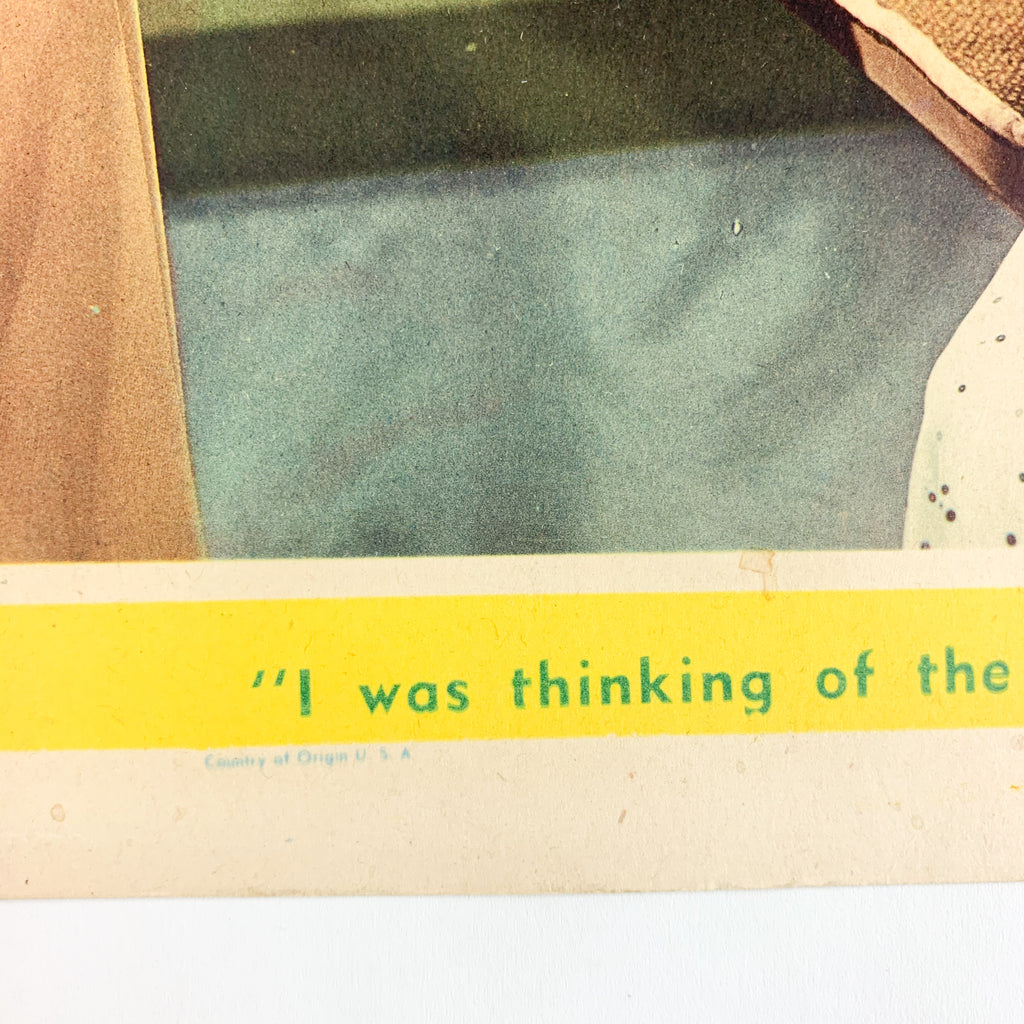 "I was thinking of the
Country of Origin U. S. A